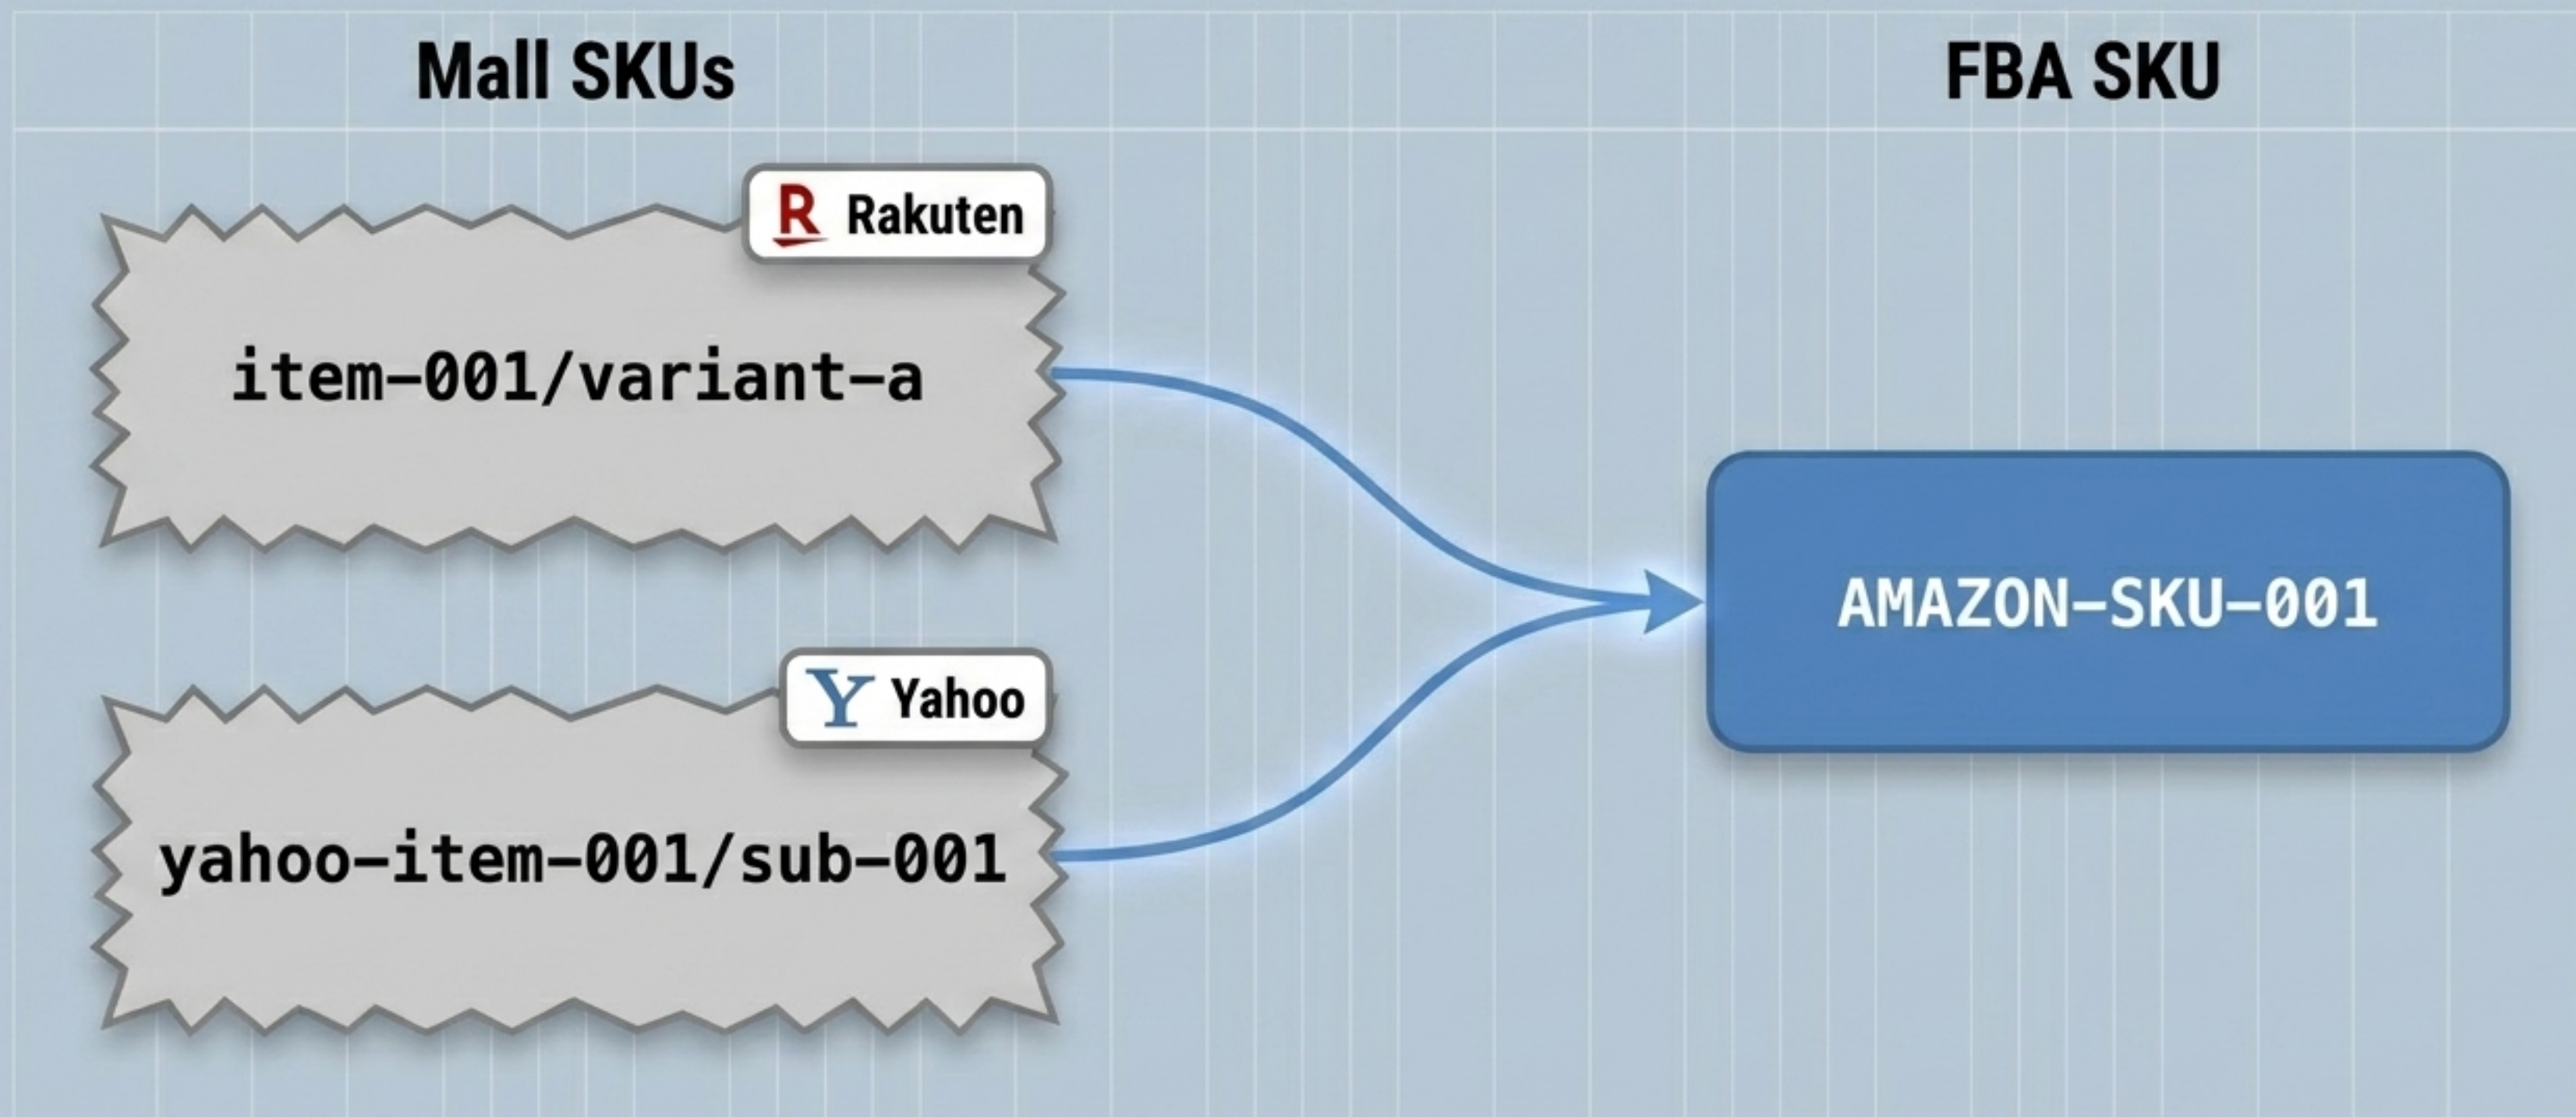 Mall SKUs
FBA SKU
R Rakuten
item-001/variant-a
AMAZON-SKU-001
Y Yahoo
yahoo-item-001/sub-001